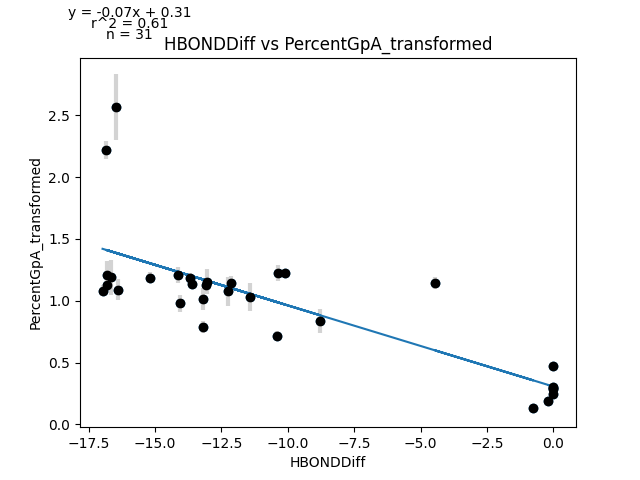 y = -0.07x + 0.31
r^2 = 0.61
n = 31
HBONDDiff vs PercentGpA_transformed
PercentGpA_transformed
2.5
2.0
1.5
1.0
0.5
0.0
−17.5 −15.0 −12.5 −10.0 −7.5 −5.0 −2.5 0.0
HBONDDiff